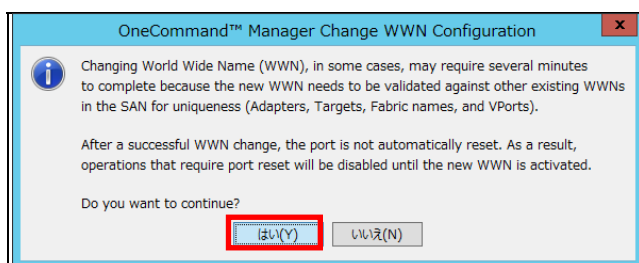 OneCommand™ Manager Change WWN Configuration
x
Changing World Wide Name (WWN), in some cases, may require several minutes
to complete because the new WWN needs to be validated against other existing WWNs
in the SAN for uniqueness (Adapters, Targets, Fabric names, and VPorts).
After a successful WWN change, the port is not automatically reset. As a result,
operations that require port reset will be disabled until the new WWN is activated.
Do you want to continue?
はい(Y) いいえ(N)